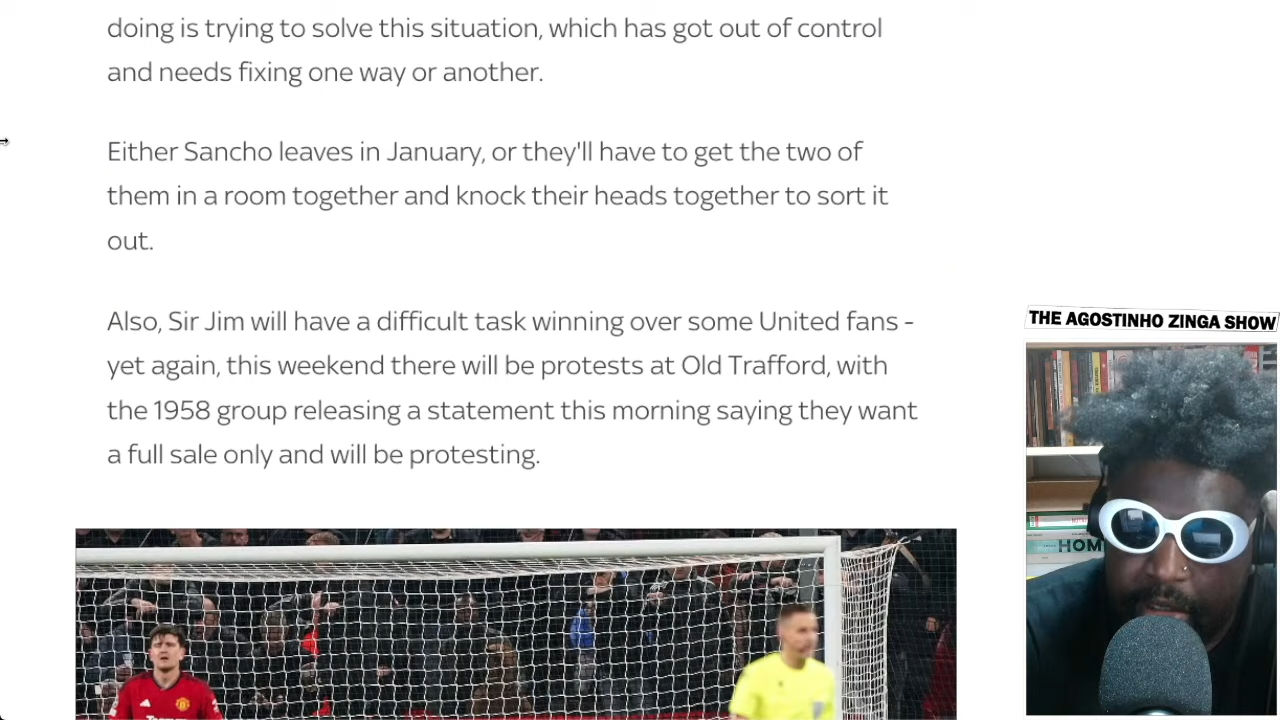 doing is trying to solve this situation, which has got out of control
and needs fixing one way or another.
Either Sancho leaves in January, or they'll have to get the two of
them in a room together and knock their heads together to sort it
out.
Also, Sir Jim will have a difficult task winning over some United fans -
yet again, this weekend there will be protests at Old Trafford, with
the 1958 group releasing a statement this morning saying they want
a full sale only and will be protesting.
THE AGOSTINHO ZINGA SHOW
HOM